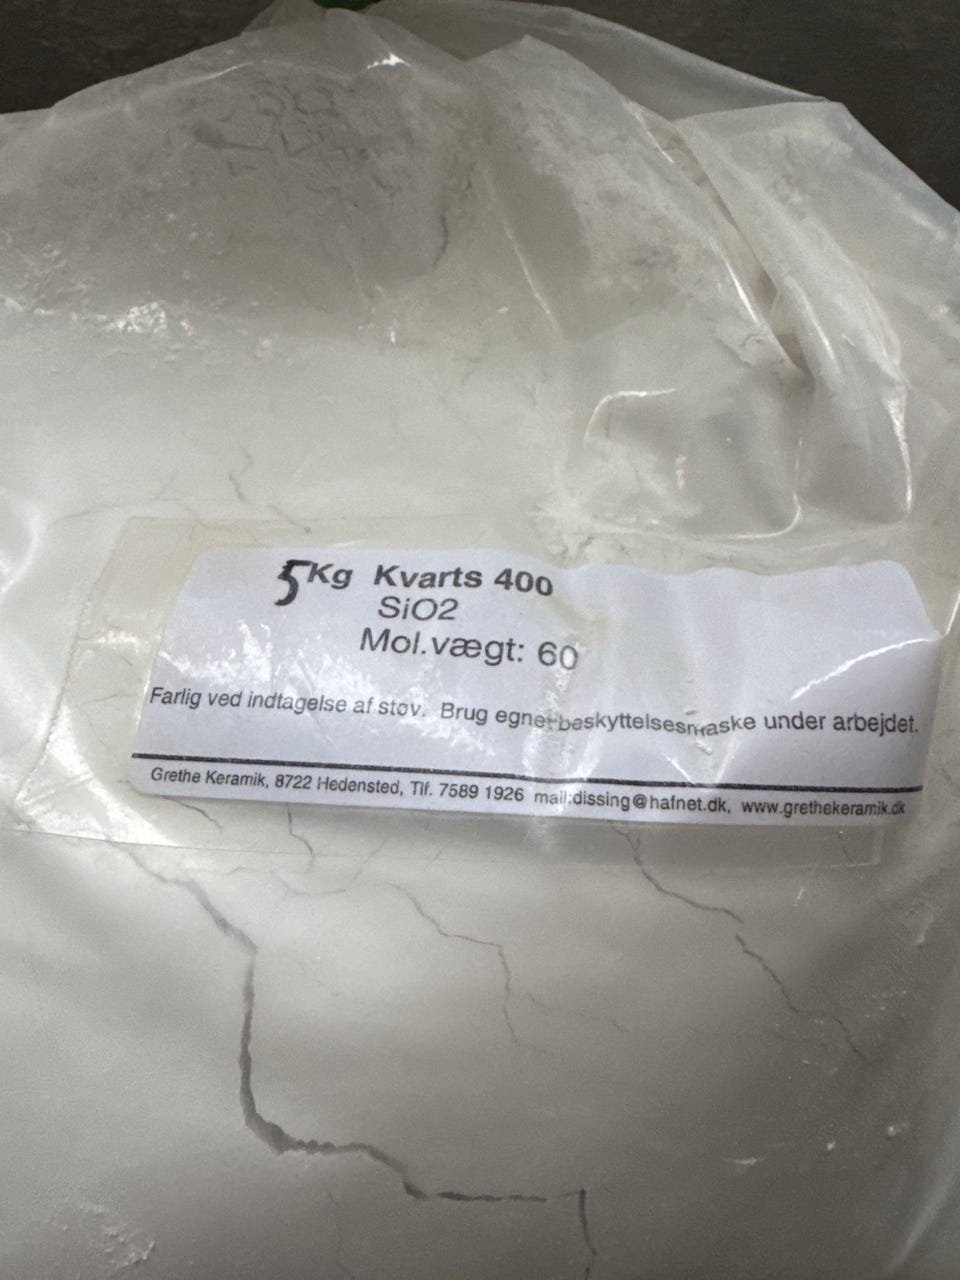 5Kg Kvarts 400
SiO2
Mol.vægt: 60
Farlig ved indtagelse af støv. Brug egnet beskyttelsesmaske under arbejdet.
Grethe Keramik, 8722 Hedensted, Tlf. 7589 1926 mail:dissing@hafnet.dk, www.grethekeramik.dk